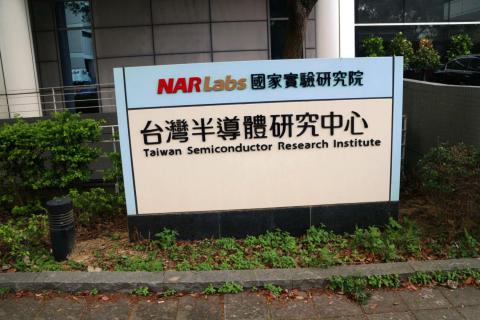 NARLabs 國家實驗研究院
台灣半導體研究中心
Taiwan Semiconductor Research Institute